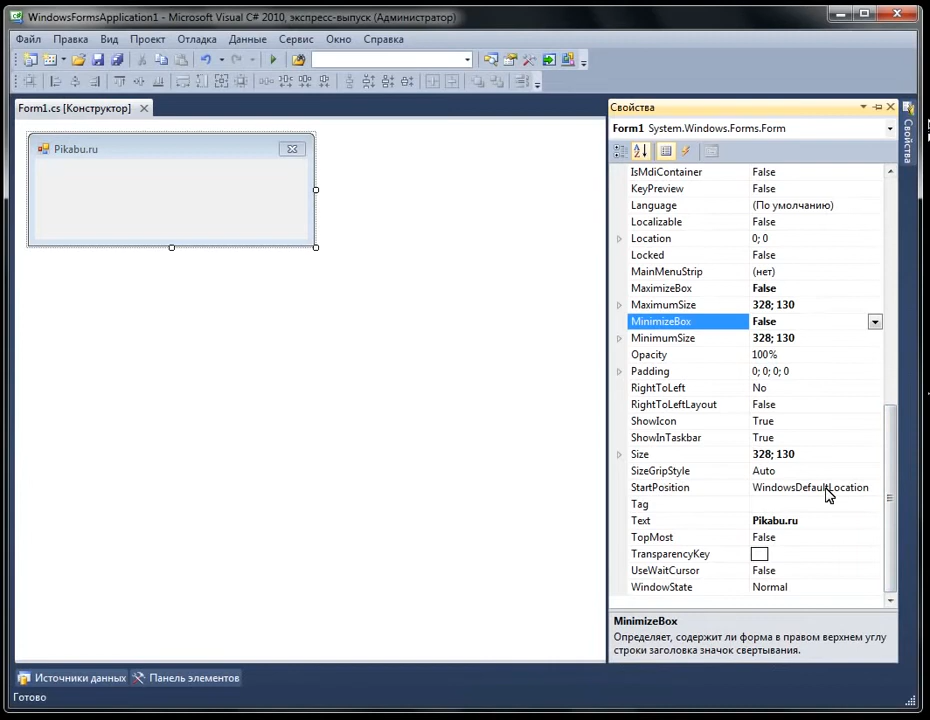 WindowsFormsApplication1 - Microsoft Visual C# 2010, экспресс-выпуск (Администратор)
Файл Правка Вид Проект Отладка Данные Сервис Окно Справка
Form1.cs [Конструктор]
Pikabu.ru
Свойства
Form1 System.Windows.Forms.Form
IsMdiContainer False
KeyPreview False
Language (По умолчанию)
Localizable False
Location 0; 0
Locked False
MainMenuStrip (нет)
MaximizeBox False
MaximumSize 328; 130
MinimizeBox False
MinimumSize 328; 130
Opacity 100%
Padding 0; 0; 0; 0
RightToLeft No
RightToLeftLayout False
ShowIcon True
ShowInTaskbar True
Size 328; 130
SizeGripStyle Auto
StartPosition WindowsDefaultLocation
Tag
Text Pikabu.ru
TopMost False
TransparencyKey
UseWaitCursor False
WindowState Normal
MinimizeBox
Определяет, содержит ли форма в правом верхнем углу
строки заголовка значок свертывания.
Свойства
Источники данных Панель элементов
Готово